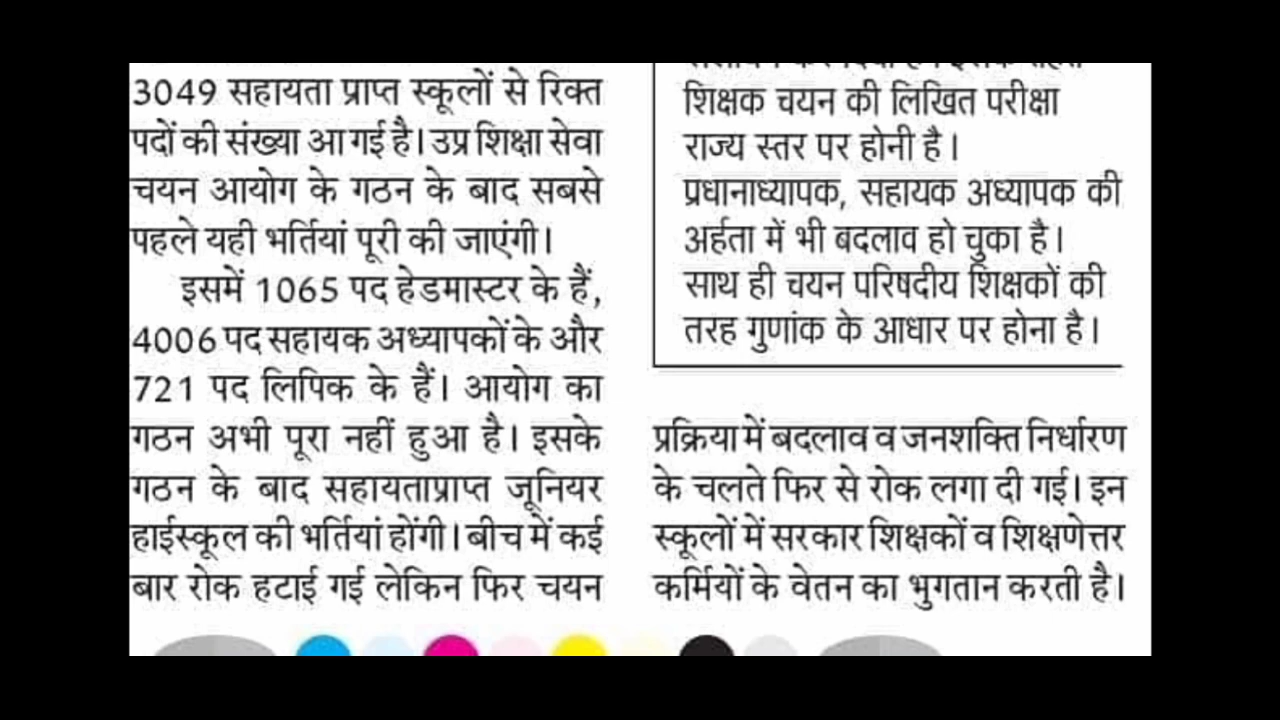 3049 सहायता प्राप्त स्कूलों से रिक्त
पदों की संख्या आ गई है। उप्र शिक्षा सेवा
चयन आयोग के गठन के बाद सबसे
पहले यही भर्तियां पूरी की जाएंगी।
इसमें 1065 पद हेडमास्टर के हैं,
4006 पद सहायक अध्यापकों के और
721 पद लिपिक के हैं। आयोग का
गठन अभी पूरा नहीं हुआ है। इसके
गठन के बाद सहायताप्राप्त जूनियर
हाईस्कूल की भर्तियां होंगी। बीच में कई
बार रोक हटाई गई लेकिन फिर चयन
शिक्षक चयन की लिखित परीक्षा
राज्य स्तर पर होनी है।
प्रधानाध्यापक, सहायक अध्यापक की
अर्हता में भी बदलाव हो चुका है।
साथ ही चयन परिषदीय शिक्षकों की
तरह गुणांक के आधार पर होना है।
प्रक्रिया में बदलाव व जनशक्ति निर्धारण
के चलते फिर से रोक लगा दी गई। इन
स्कूलों में सरकार शिक्षकों व शिक्षणेत्तर
कर्मियों के वेतन का भुगतान करती है।